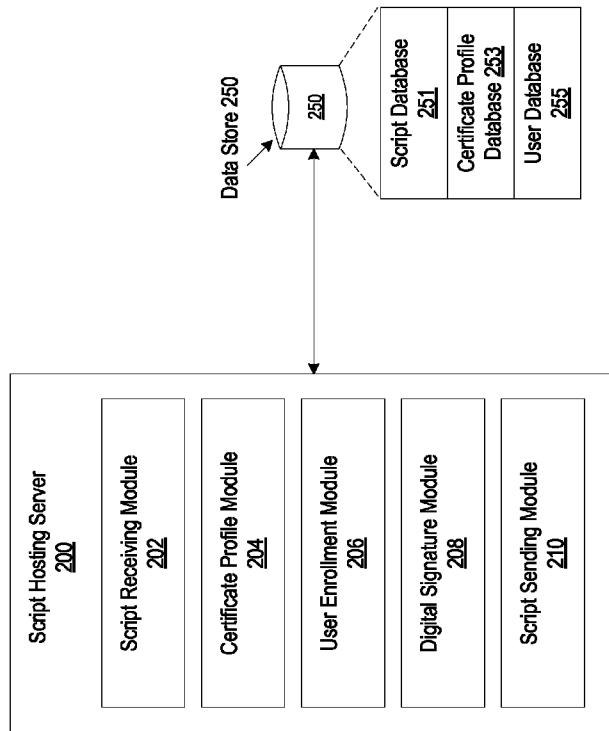 Script Hosting Server
200
Script Receiving Module
202
Certificate Profile Module
204
User Enrollment Module
206
Digital Signature Module
208
Script Sending Module
210
Data Store 250
250
Script Database
251
Certificate Profile
Database 253
User Database
255